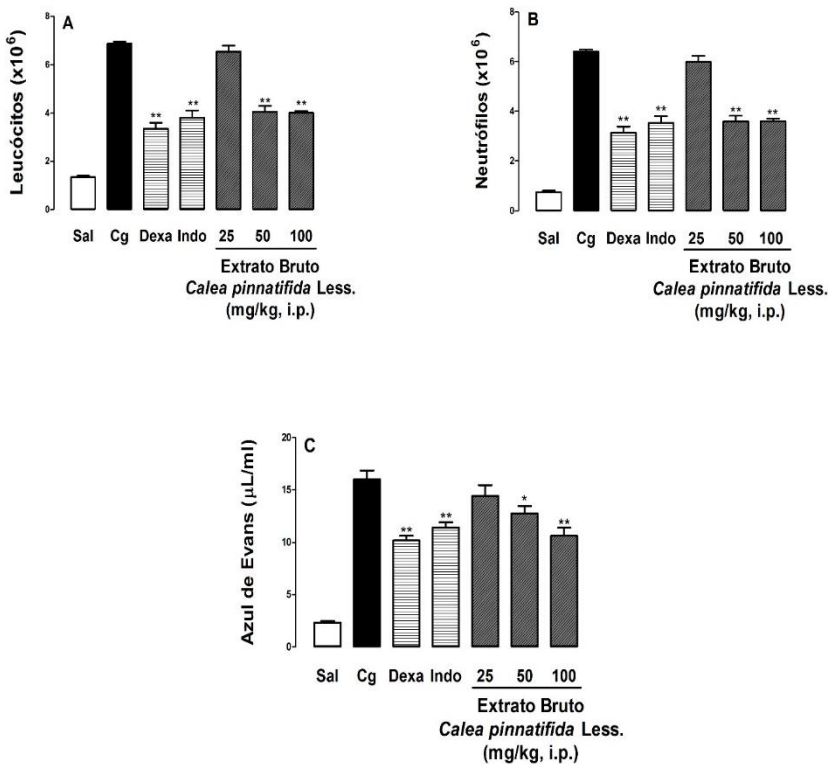 A
Leucócitos (x10⁶)
8
6
4
2
0
**
**
**
**
Sal Cg Dexa Indo 25 50 100
Extrato Bruto
Calea pinnatifida Less.
(mg/kg, i.p.)
B
Neutrófilos (x10⁶)
8
6
4
2
0
**
**
**
**
Sal Cg Dexa Indo 25 50 100
Extrato Bruto
Calea pinnatifida Less.
(mg/kg, i.p.)
C
Azul de Evans (µL/ml)
20
15
10
5
0
**
**
*
**
Sal Cg Dexa Indo 25 50 100
Extrato Bruto
Calea pinnatifida Less.
(mg/kg, i.p.)